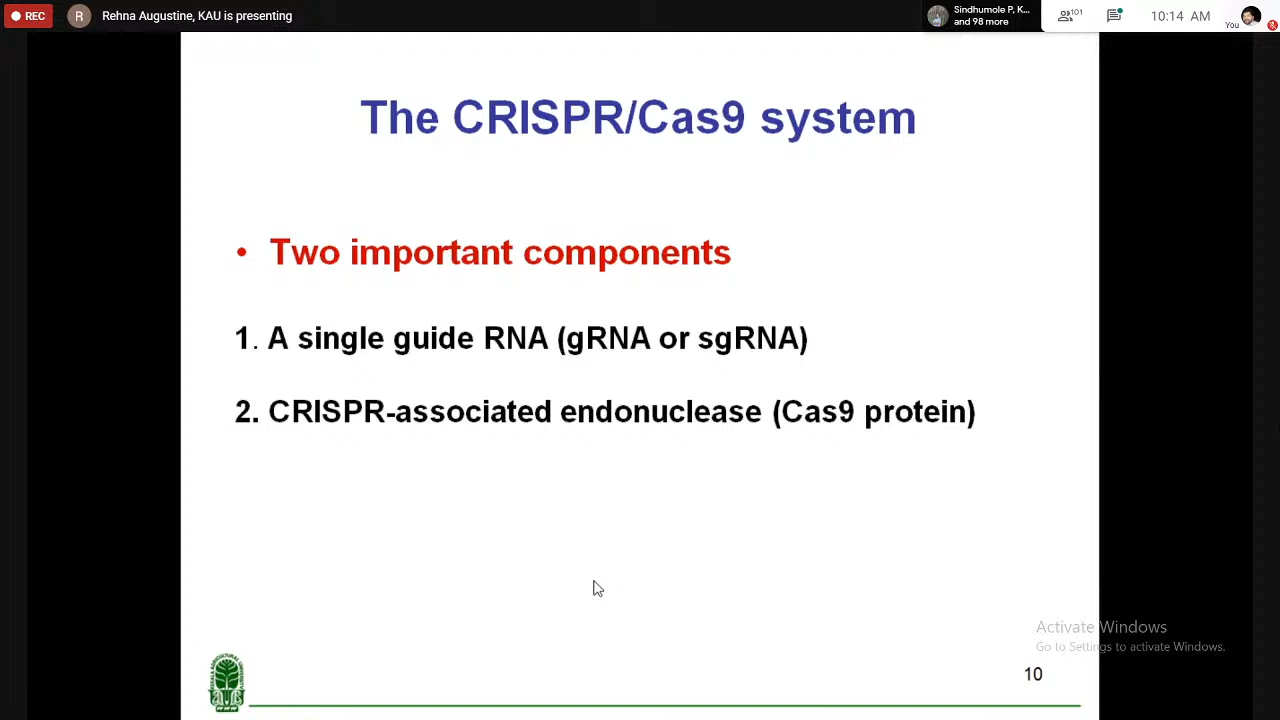 REC
R
Rehna Augustine, KAU is presenting
Sindhumole P, K...
and 98 more
101
10:14 AM
You
The CRISPR/Cas9 system
• Two important components
1. A single guide RNA (gRNA or sgRNA)
2. CRISPR-associated endonuclease (Cas9 protein)
Activate Windows
Go to Settings to activate Windows.
10